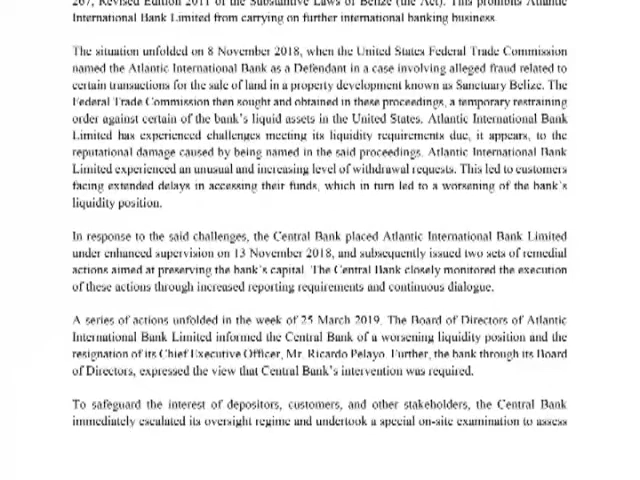 267, Revised Edition 2011 of the Substantive Laws of Belize (the Act). This prohibits Atlantic
International Bank Limited from carrying on further international banking business.
The situation unfolded on 8 November 2018, when the United States Federal Trade Commission
named the Atlantic International Bank as a Defendant in a case involving alleged fraud related to
certain transactions for the sale of land in a property development known as Sanctuary Belize. The
Federal Trade Commission then sought and obtained in these proceedings, a temporary restraining
order against certain of the bank's liquid assets in the United States. Atlantic International Bank
Limited has experienced challenges meeting its liquidity requirements due, it appears, to the
reputational damage caused by being named in the said proceedings. Atlantic International Bank
Limited experienced an unusual and increasing level of withdrawal requests. This led to customers
facing extended delays in accessing their funds, which in turn led to a worsening of the bank's
liquidity position.
In response to the said challenges, the Central Bank placed Atlantic International Bank Limited
under enhanced supervision on 13 November 2018, and subsequently issued two sets of remedial
actions aimed at preserving the bank's capital. The Central Bank closely monitored the execution
of these actions through increased reporting requirements and continuous dialogue.
A series of actions unfolded in the week of 25 March 2019. The Board of Directors of Atlantic
International Bank Limited informed the Central Bank of a worsening liquidity position and the
resignation of its Chief Executive Officer, Mr. Ricardo Pelayo. Further, the bank through its Board
of Directors, expressed the view that Central Bank's intervention was required.
To safeguard the interest of depositors, customers, and other stakeholders, the Central Bank
immediately escalated its oversight regime and undertook a special on-site examination to assess